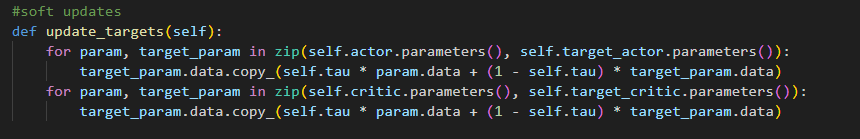 #soft updates
def update_targets(self):
    for param, target_param in zip(self.actor.parameters(), self.target_actor.parameters()):
        target_param.data.copy_(self.tau * param.data + (1 - self.tau) * target_param.data)
    for param, target_param in zip(self.critic.parameters(), self.target_critic.parameters()):
        target_param.data.copy_(self.tau * param.data + (1 - self.tau) * target_param.data)